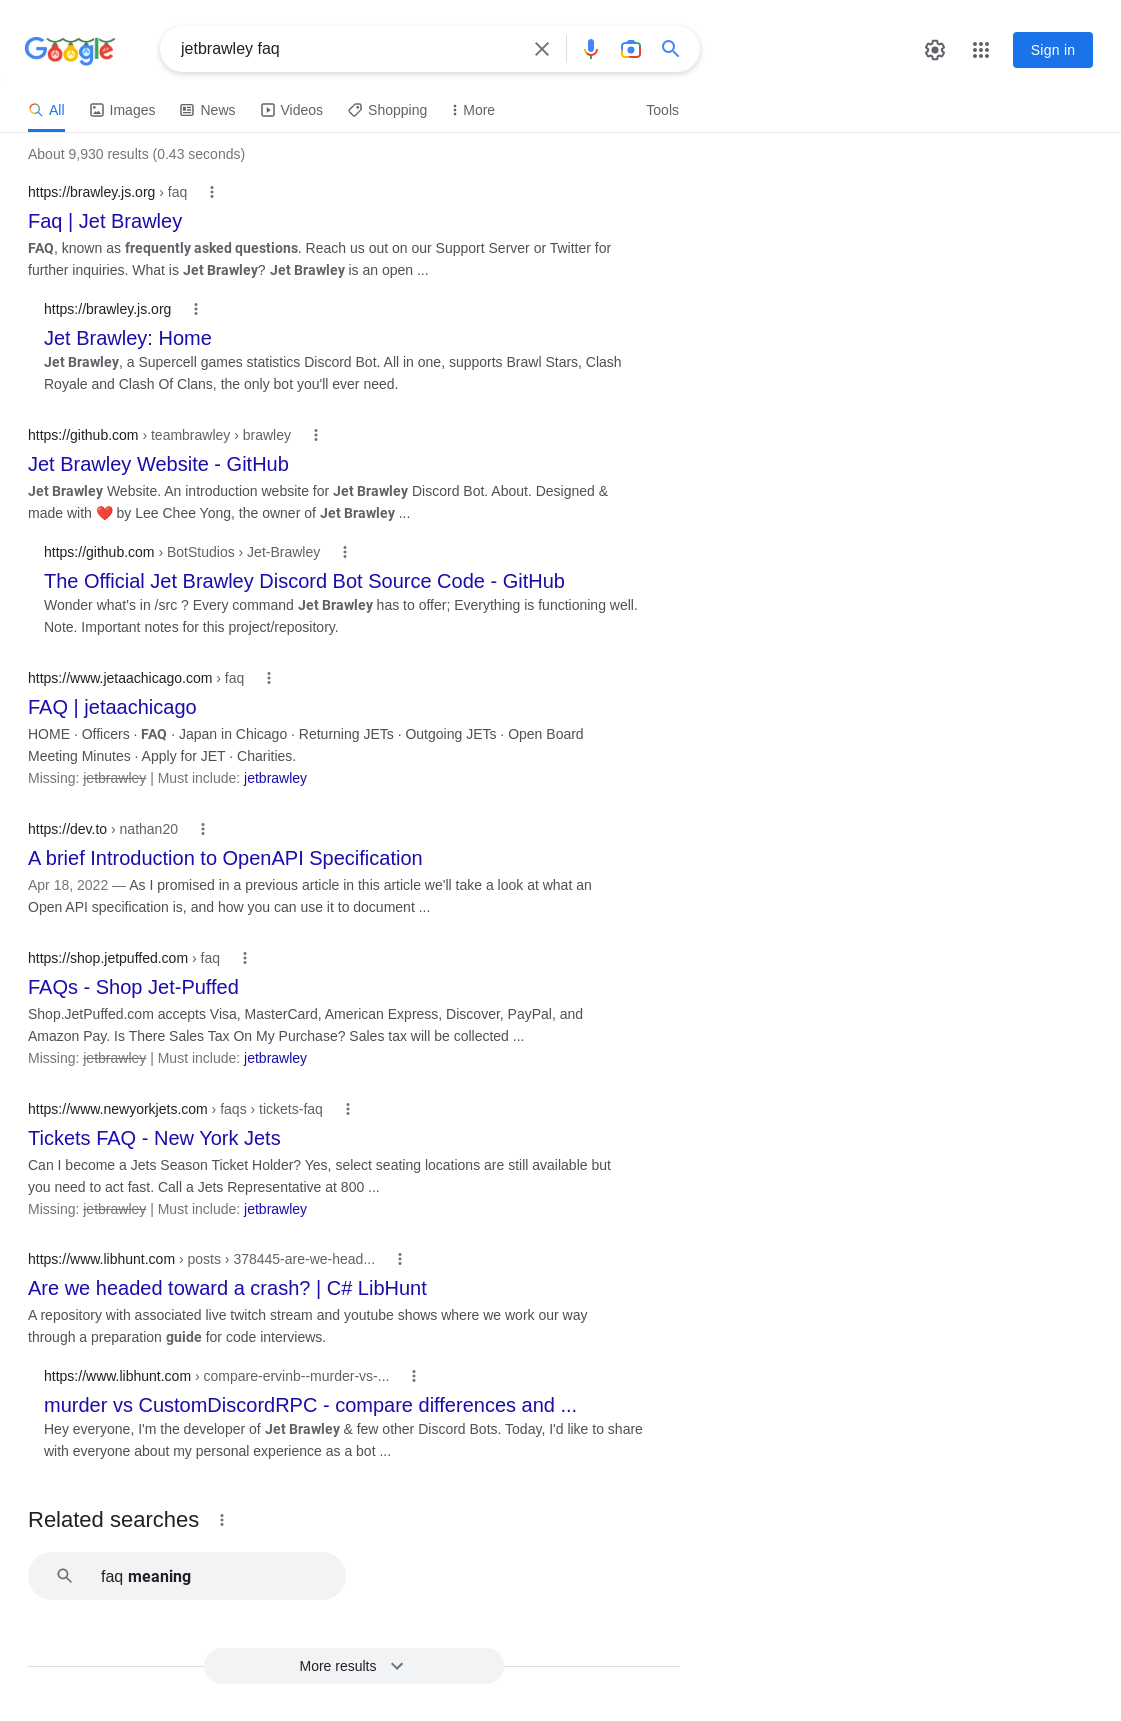 Google
jetbrawley faq
Sign in
All Images News Videos Shopping More Tools
About 9,930 results (0.43 seconds)
https://brawley.js.org › faq
Faq | Jet Brawley
FAQ, known as frequently asked questions. Reach us out on our Support Server or Twitter for
further inquiries. What is Jet Brawley? Jet Brawley is an open ...
https://brawley.js.org
Jet Brawley: Home
Jet Brawley, a Supercell games statistics Discord Bot. All in one, supports Brawl Stars, Clash
Royale and Clash Of Clans, the only bot you'll ever need.
https://github.com › teambrawley › brawley
Jet Brawley Website - GitHub
Jet Brawley Website. An introduction website for Jet Brawley Discord Bot. About. Designed &
made with ❤️ by Lee Chee Yong, the owner of Jet Brawley ...
https://github.com › BotStudios › Jet-Brawley
The Official Jet Brawley Discord Bot Source Code - GitHub
Wonder what's in /src ? Every command Jet Brawley has to offer; Everything is functioning well.
Note. Important notes for this project/repository.
https://www.jetaachicago.com › faq
FAQ | jetaachicago
HOME · Officers · FAQ · Japan in Chicago · Returning JETs · Outgoing JETs · Open Board
Meeting Minutes · Apply for JET · Charities.
Missing: jetbrawley | Must include: jetbrawley
https://dev.to › nathan20
A brief Introduction to OpenAPI Specification
Apr 18, 2022 — As I promised in a previous article in this article we'll take a look at what an
Open API specification is, and how you can use it to document ...
https://shop.jetpuffed.com › faq
FAQs - Shop Jet-Puffed
Shop.JetPuffed.com accepts Visa, MasterCard, American Express, Discover, PayPal, and
Amazon Pay. Is There Sales Tax On My Purchase? Sales tax will be collected ...
Missing: jetbrawley | Must include: jetbrawley
https://www.newyorkjets.com › faqs › tickets-faq
Tickets FAQ - New York Jets
Can I become a Jets Season Ticket Holder? Yes, select seating locations are still available but
you need to act fast. Call a Jets Representative at 800 ...
Missing: jetbrawley | Must include: jetbrawley
https://www.libhunt.com › posts › 378445-are-we-head...
Are we headed toward a crash? | C# LibHunt
A repository with associated live twitch stream and youtube shows where we work our way
through a preparation guide for code interviews.
https://www.libhunt.com › compare-ervinb--murder-vs-...
murder vs CustomDiscordRPC - compare differences and ...
Hey everyone, I'm the developer of Jet Brawley & few other Discord Bots. Today, I'd like to share
with everyone about my personal experience as a bot ...
Related searches
faq meaning
More results